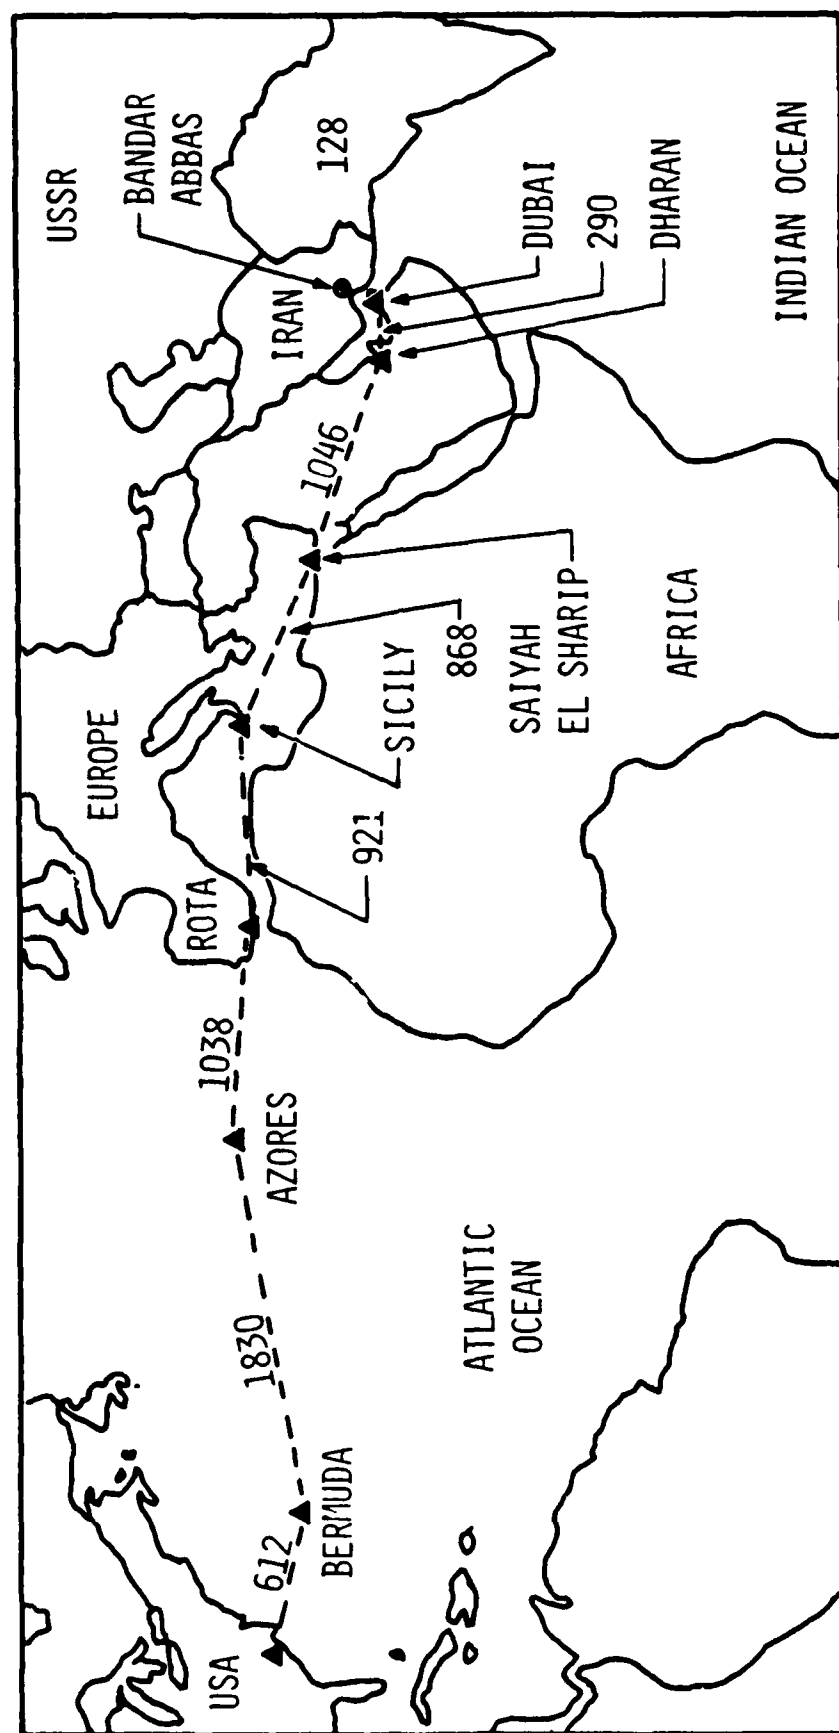 USSR
BANDAR
ABBAS
128
IRAN
DUBAI
290
DHARAN
INDIAN OCEAN
1046
EUROPE
SICILY
868
SAIYAH
EL SHARIP
AFRICA
ROTA
921
1038
AZORES
1830
ATLANTIC
OCEAN
BERMUDA
612
USA